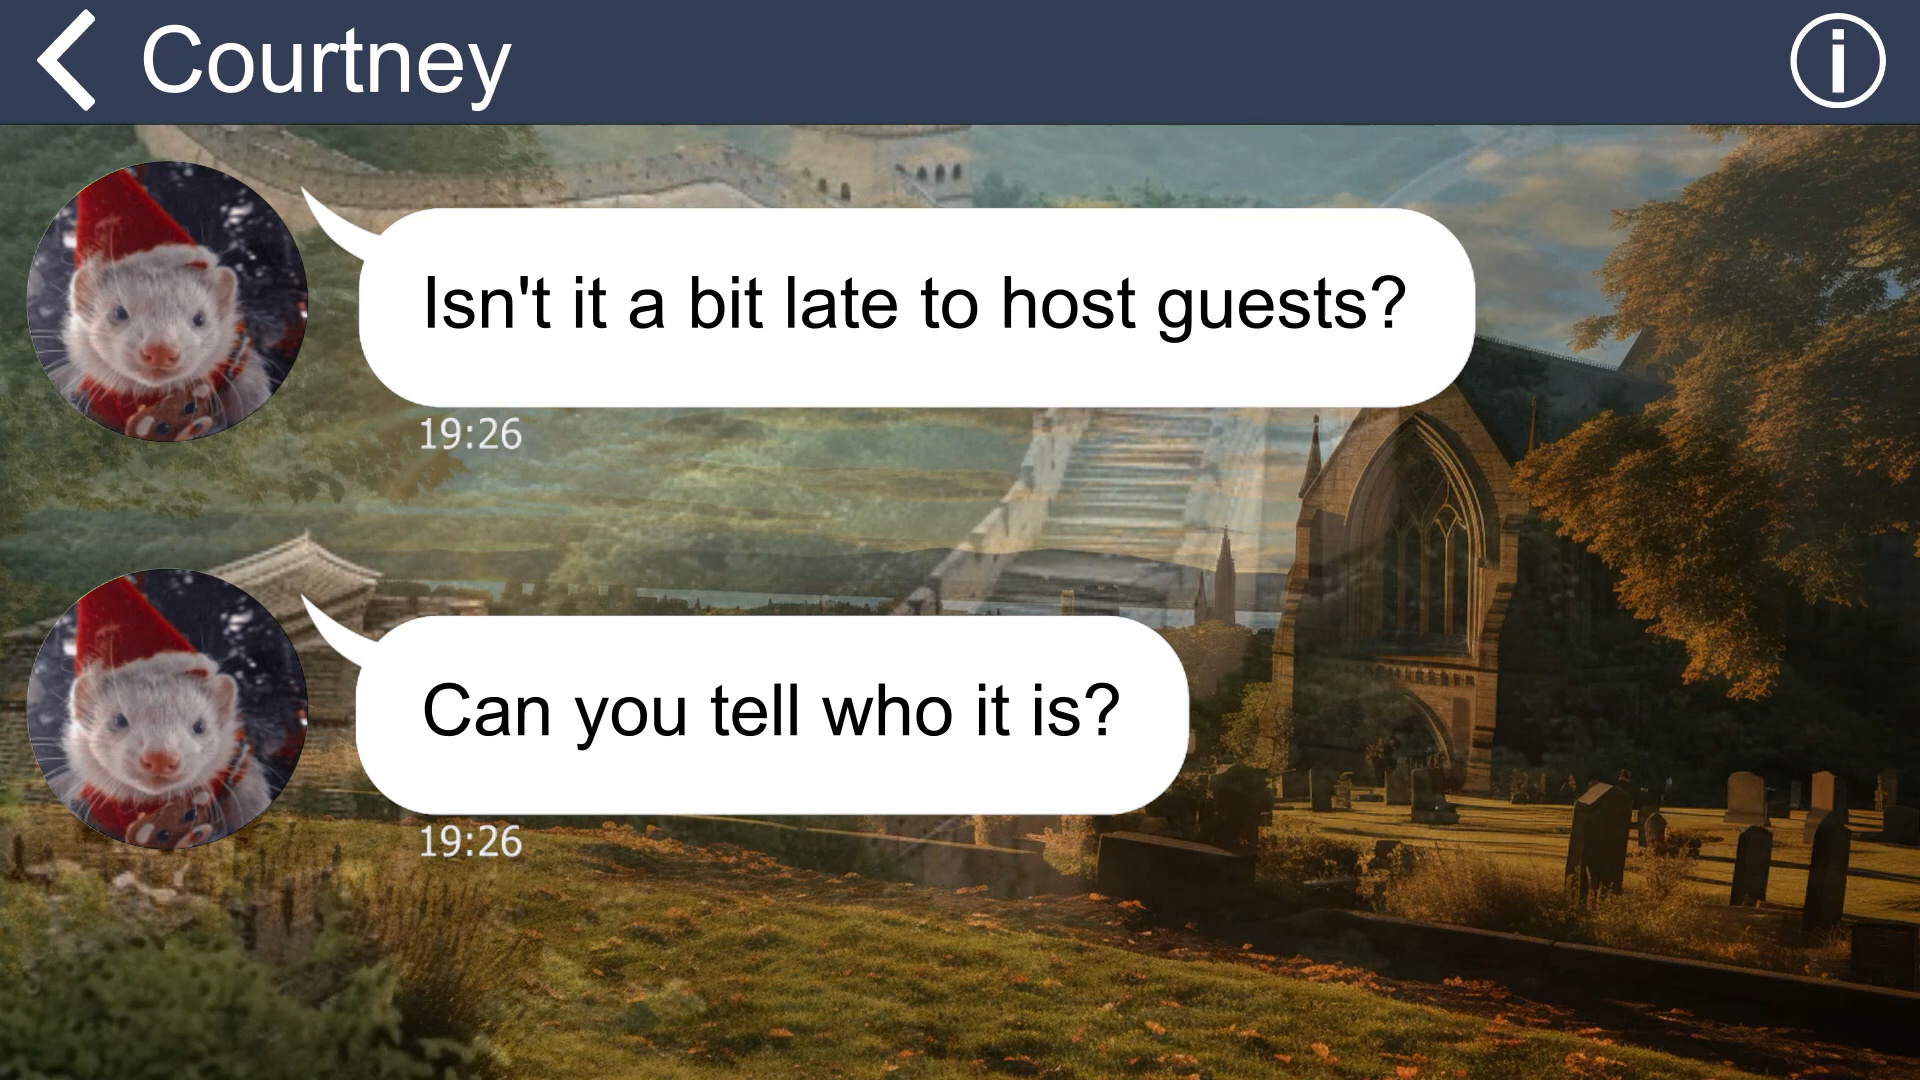 Courtney
Isn't it a bit late to host guests?
19:26
Can you tell who it is?
19:26